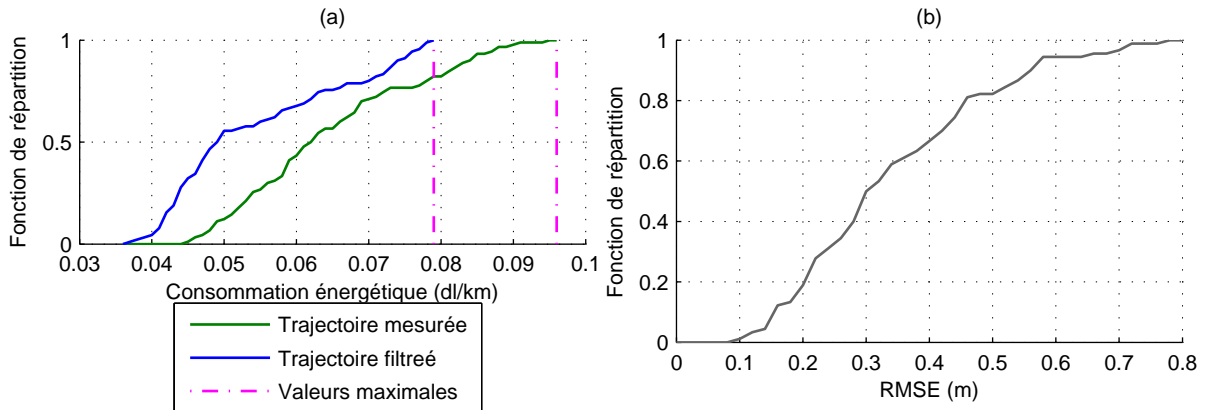 (a)
Fonction de répartition
1
0.5
0
0.03 0.04 0.05 0.06 0.07 0.08 0.09 0.1
Consommation énergétique (dl/km)
Trajectoire mesurée
Trajectoire filtreé
Valeurs maximales
(b)
Fonction de répartition
1
0.8
0.6
0.4
0.2
0
0 0.1 0.2 0.3 0.4 0.5 0.6 0.7 0.8
RMSE (m)